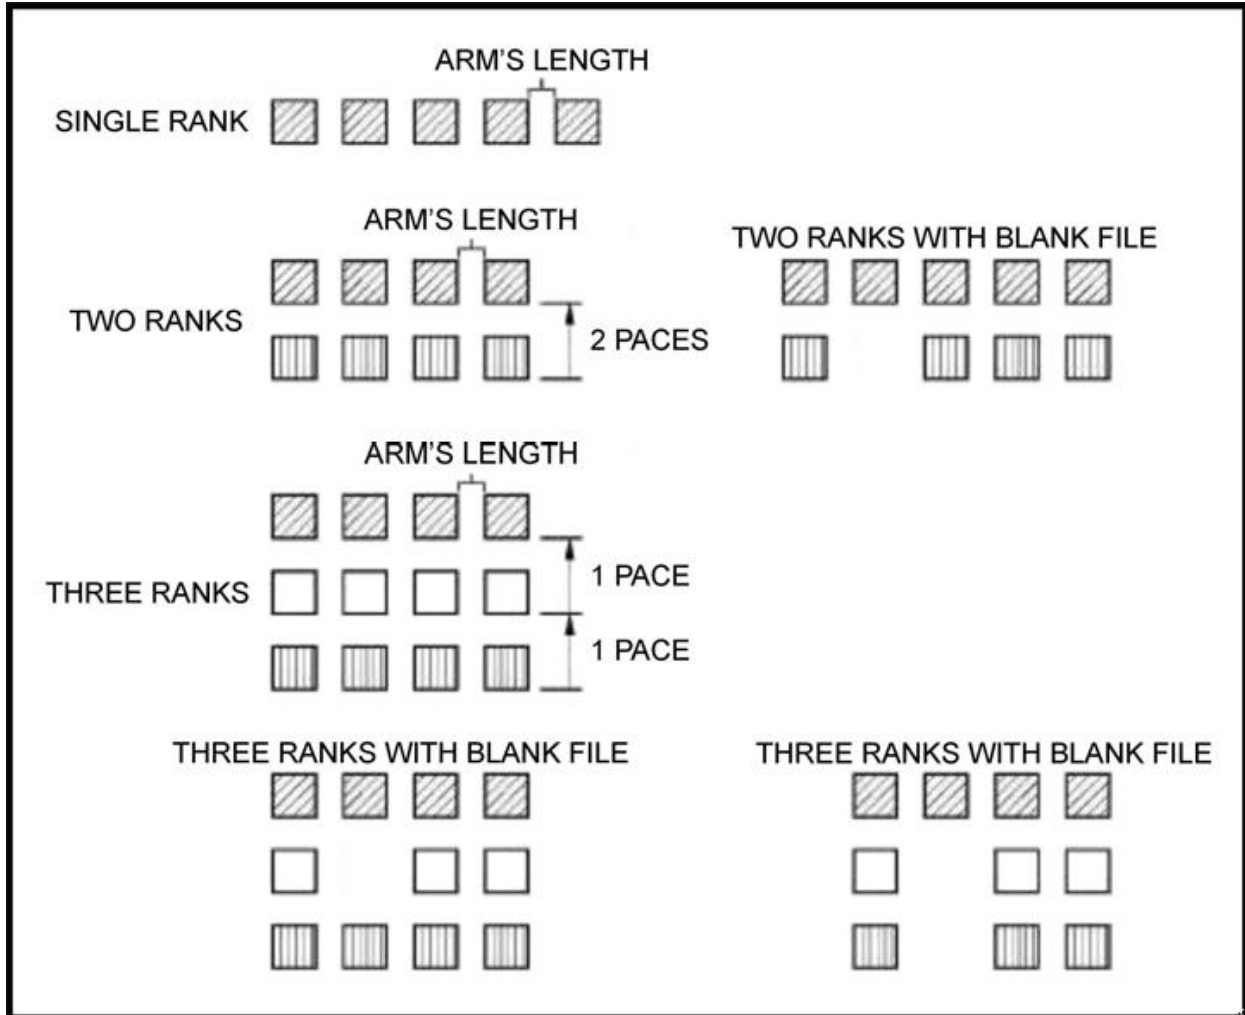 ARM'S LENGTH
SINGLE RANK
ARM'S LENGTH
TWO RANKS WITH BLANK FILE
TWO RANKS
2 PACES
ARM'S LENGTH
1 PACE
THREE RANKS
1 PACE
THREE RANKS WITH BLANK FILE
THREE RANKS WITH BLANK FILE